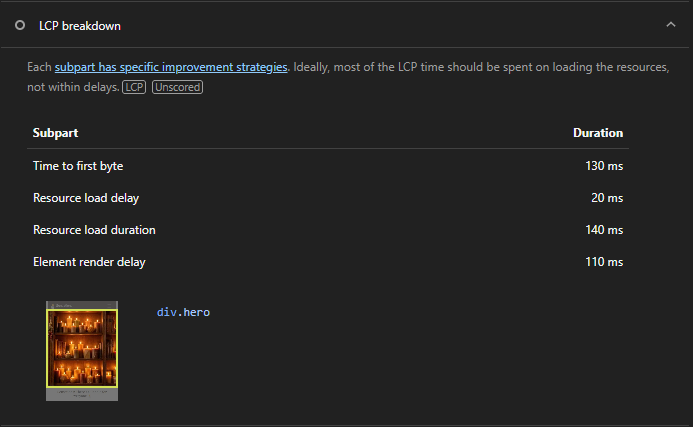 LCP breakdown
Each subpart has specific improvement strategies. Ideally, most of the LCP time should be spent on loading the resources,
not within delays. LCP Unscored
Subpart Duration
Time to first byte 130 ms
Resource load delay 20 ms
Resource load duration 140 ms
Element render delay 110 ms
div.hero